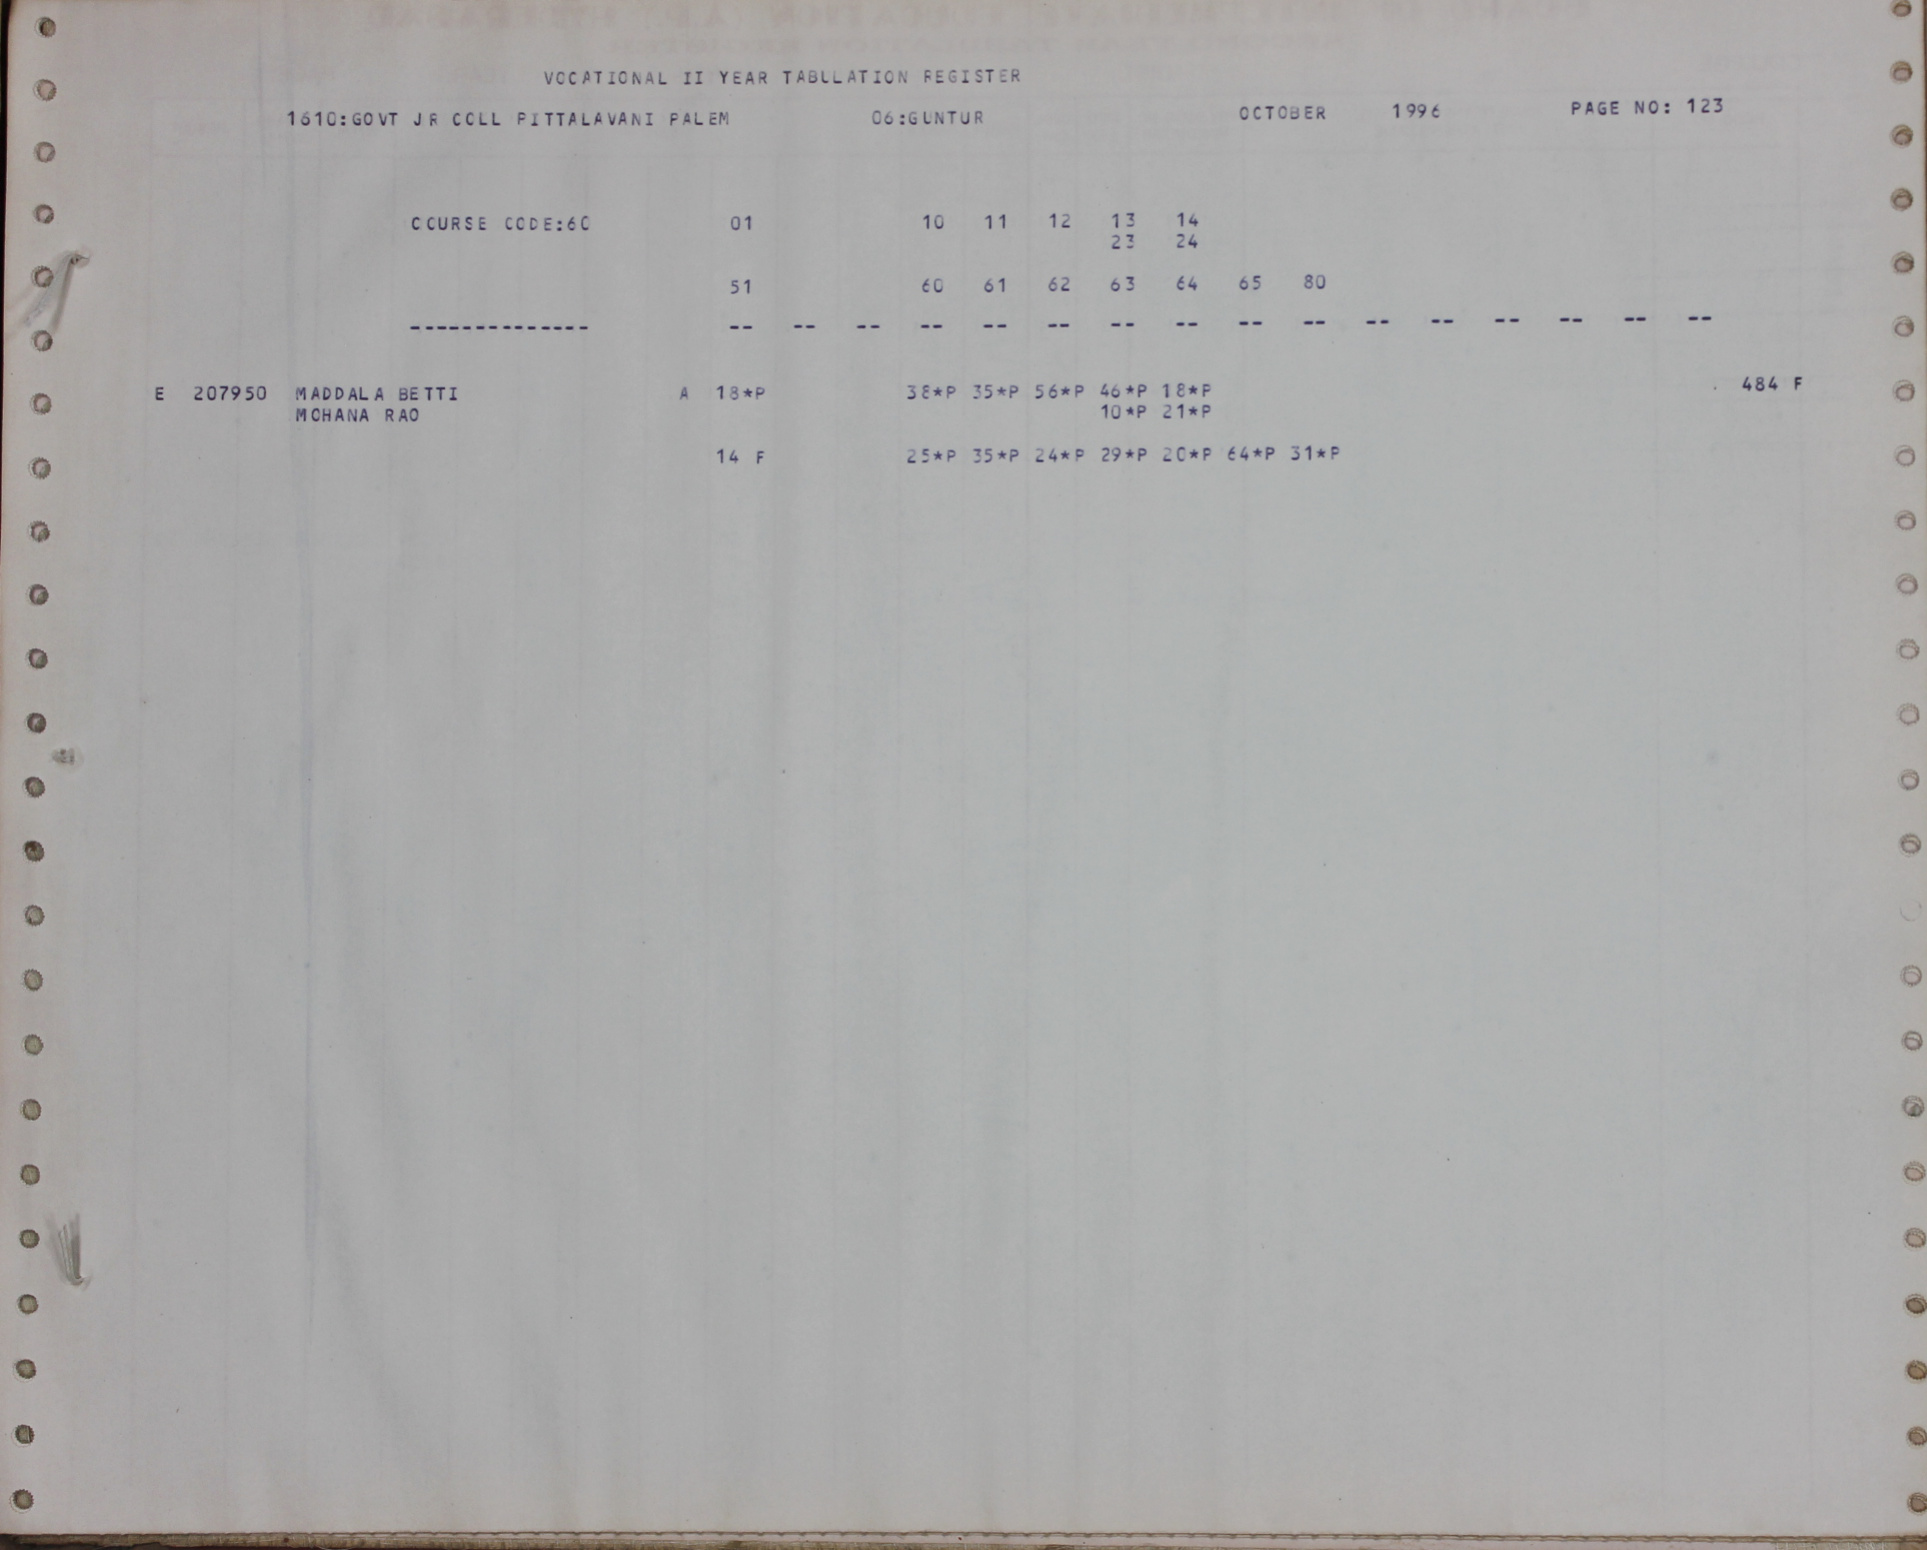 VOCATIONAL II YEAR TABULATION REGISTER
1610:GOVT JR COLL PITTALAVANI PALEM 06:GUNTUR OCTOBER 1996 PAGE NO: 123
COURSE CODE:60 01 10 11 12 13 14
23 24
51 60 61 62 63 64 65 80
-------------- -- -- -- -- -- -- -- -- -- -- -- -- -- -- -- --
E 207950 MADDALA BETTI A 18*P 38*P 35*P 56*P 46*P 18*P . 484 F
MOHANA RAO 10*P 21*P
14 F 25*P 35*P 24*P 29*P 20*P 64*P 31*P